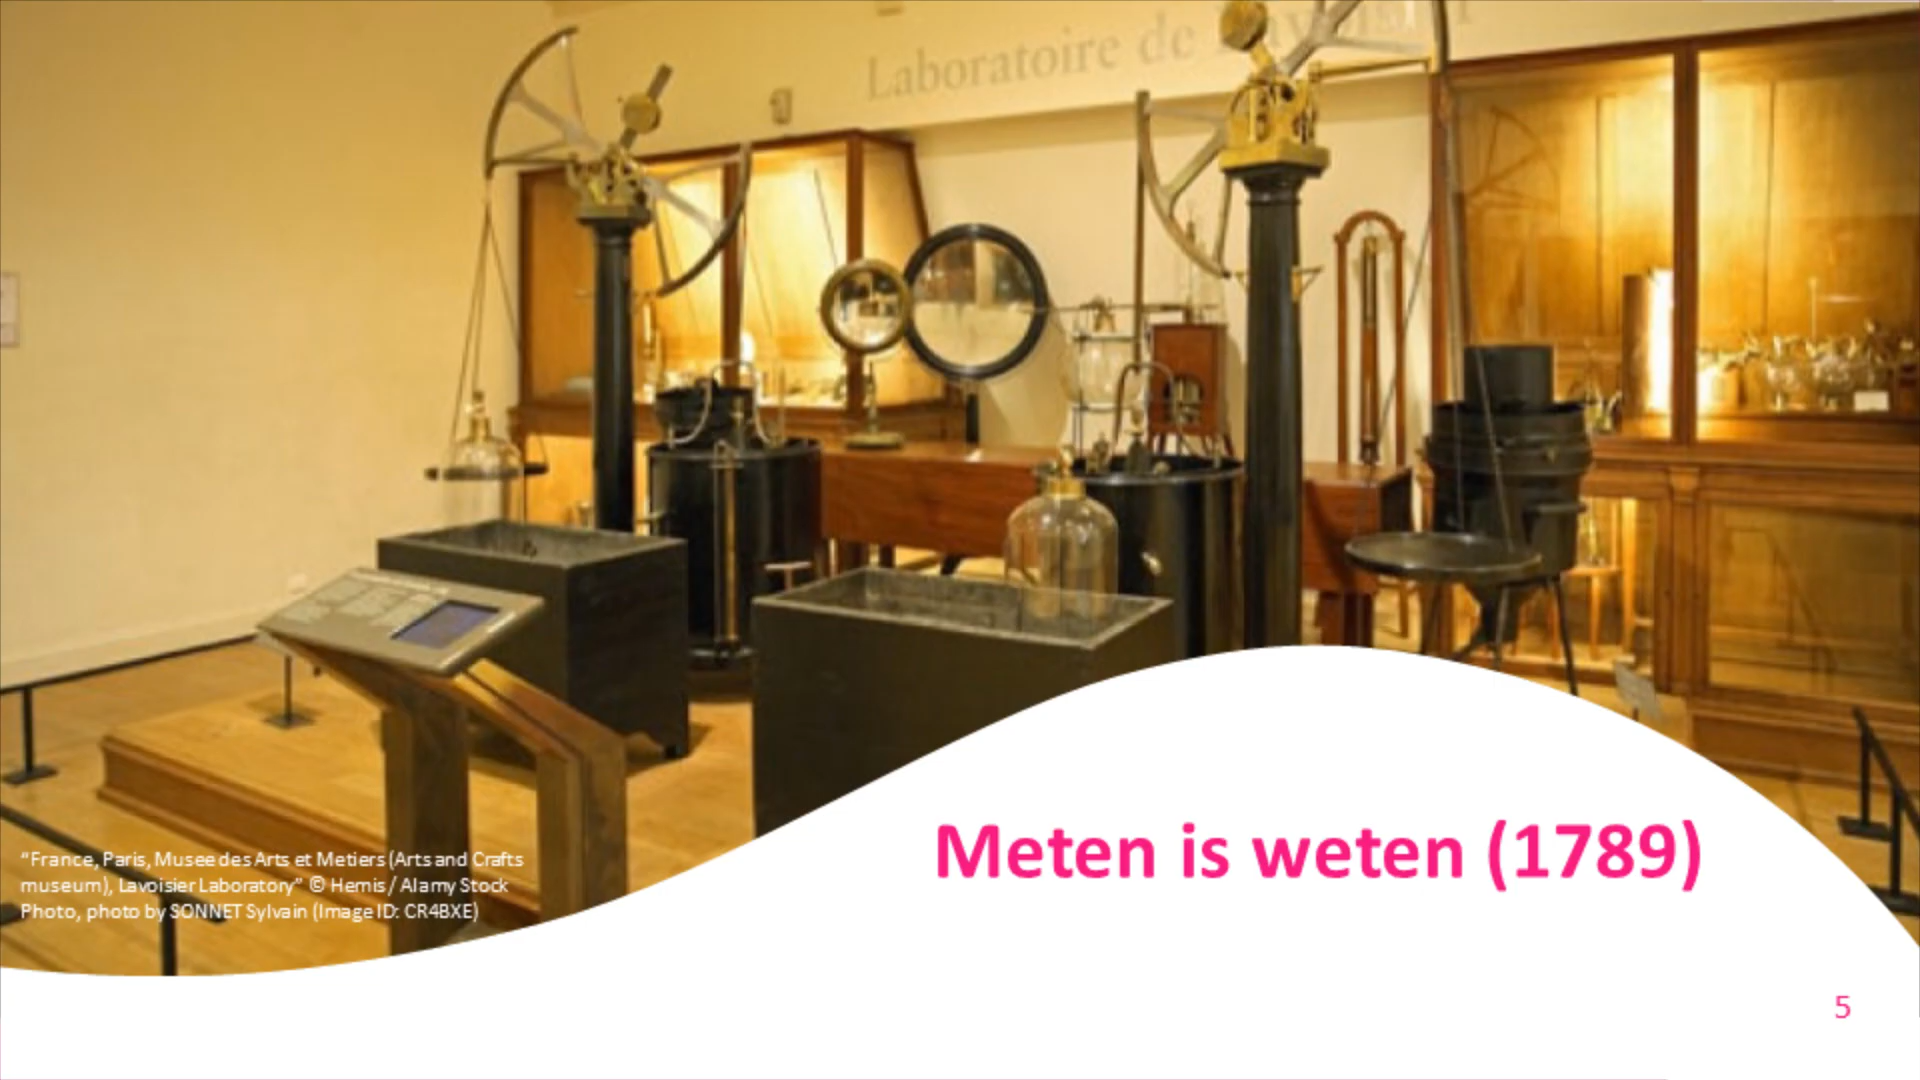 Laboratoire de
Meten is weten (1789)
“France, Paris, Musee des Arts et Metiers (Arts and Crafts
museum), Lavoisier Laboratory” © Hemis / Alamy Stock
Photo, photo by SONNET Sylvain (Image ID: CR4BXE)
5